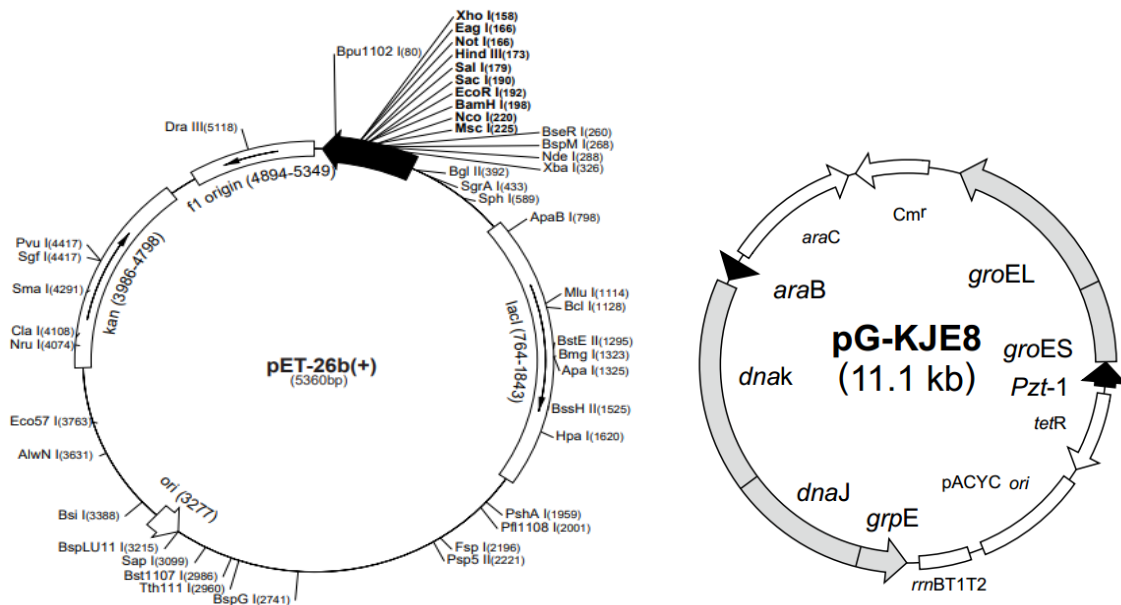 Xho I(158)
Eag I(166)
Not I(166)
Hind III(173)
Sal I(179)
Sac I(190)
EcoR I(192)
BamH I(198)
Nco I(220)
Msc I(225)
Bpu1102 I(80)
BseR I(260)
BspM I(268)
Nde I(288)
Xba I(326)
Bgl II(392)
SgrA I(433)
Sph I(589)
ApaB I(798)
Mlu I(1114)
Bcl I(1128)
BstE II(1295)
Bmg I(1323)
Apa I(1325)
BssH II(1525)
Hpa I(1620)
PshA I(1959)
Pfl1108 I(2001)
Fsp I(2196)
Psp5 II(2221)
BspG I(2741)
Tth111 I(2960)
Bst1107 I(2986)
Sap I(3099)
BspLU11 I(3215)
Bsi I(3388)
AlwN I(3631)
Eco57 I(3763)
Nru I(4074)
Cla I(4108)
Sma I(4291)
Sgf I(4417)
Pvu I(4417)
Dra III(5118)
f1 origin (4894-5349)
kan (3986-4798)
lacI (764-1843)
ori (3277)
pET-26b(+)
(5360bp)
Cmr
araC
araB
groEL
pG-KJE8
(11.1 kb)
groES
Pzt-1
tetR
dnak
pACYC ori
dnaJ
grpE
rrnBT1T2